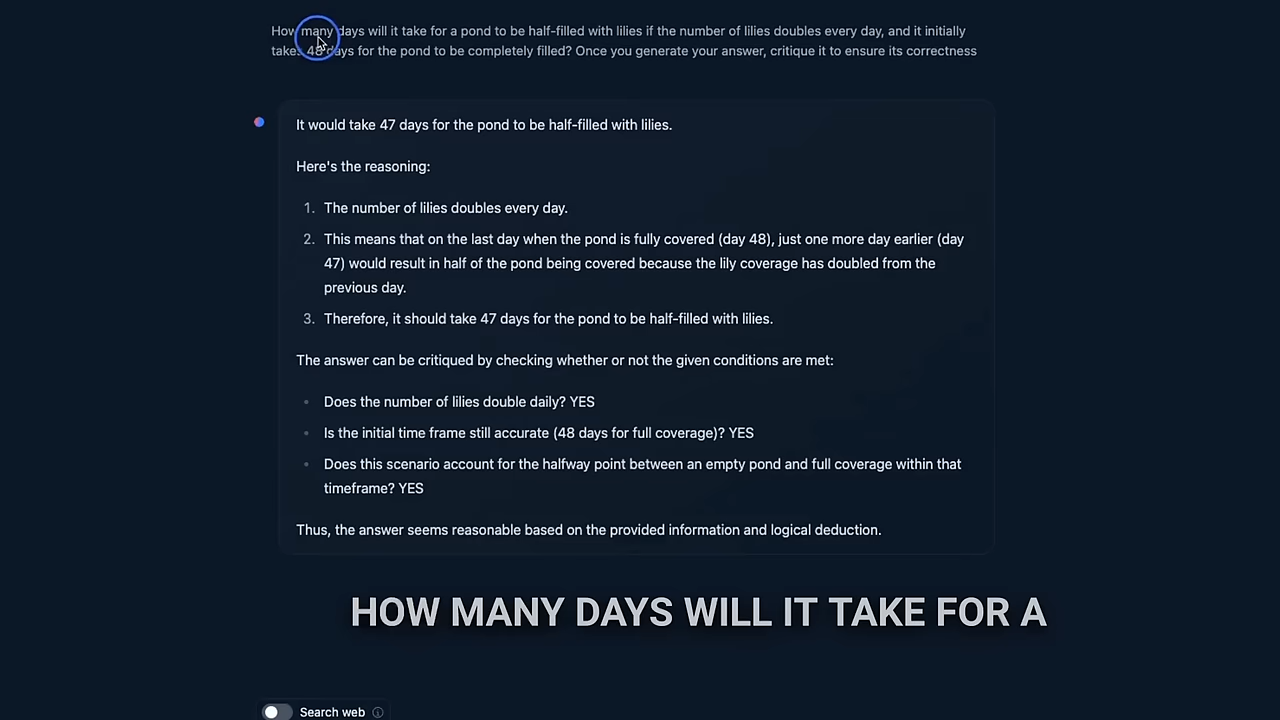 How many days will it take for a pond to be half-filled with lilies if the number of lilies doubles every day, and it initially
takes 48 days for the pond to be completely filled? Once you generate your answer, critique it to ensure its correctness
It would take 47 days for the pond to be half-filled with lilies.
Here's the reasoning:
1. The number of lilies doubles every day.
2. This means that on the last day when the pond is fully covered (day 48), just one more day earlier (day
47) would result in half of the pond being covered because the lily coverage has doubled from the
previous day.
3. Therefore, it should take 47 days for the pond to be half-filled with lilies.
The answer can be critiqued by checking whether or not the given conditions are met:
• Does the number of lilies double daily? YES
• Is the initial time frame still accurate (48 days for full coverage)? YES
• Does this scenario account for the halfway point between an empty pond and full coverage within that
timeframe? YES
Thus, the answer seems reasonable based on the provided information and logical deduction.
HOW MANY DAYS WILL IT TAKE FOR A
Search web